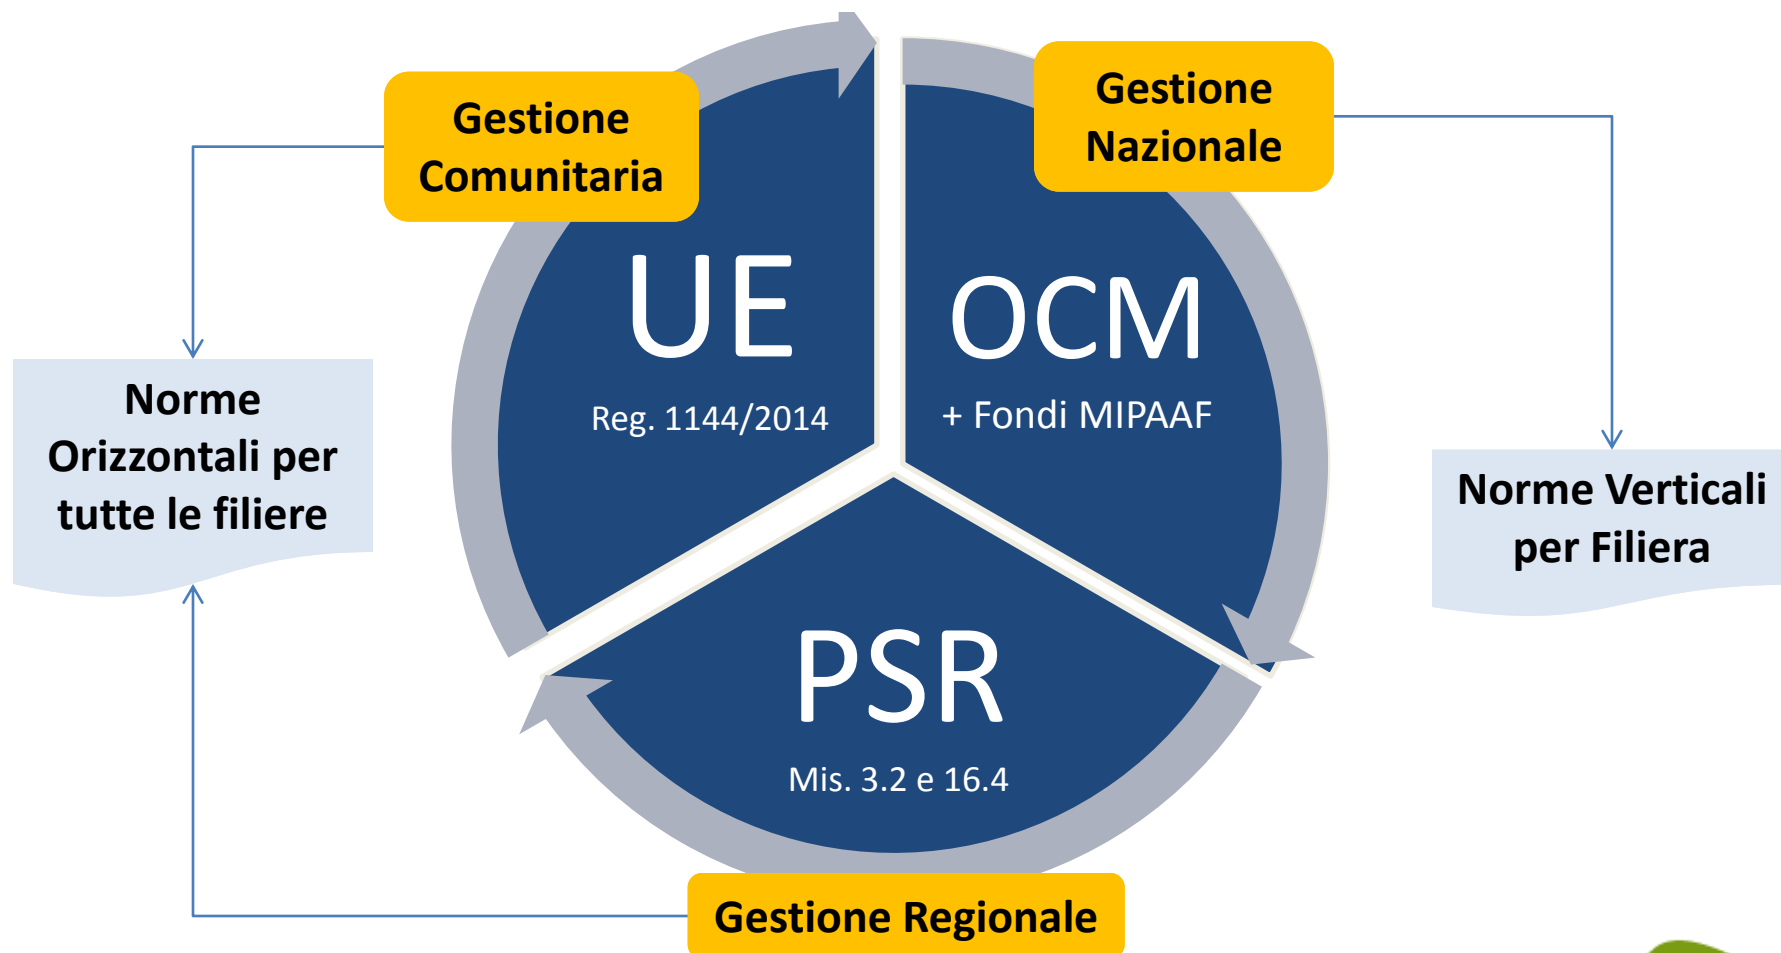 Gestione
Comunitaria
Gestione
Nazionale
UE
Reg. 1144/2014
OCM
+ Fondi MIPAAF
Norme
Orizzontali per
tutte le filiere
Norme Verticali
per Filiera
PSR
Mis. 3.2 e 16.4
Gestione Regionale